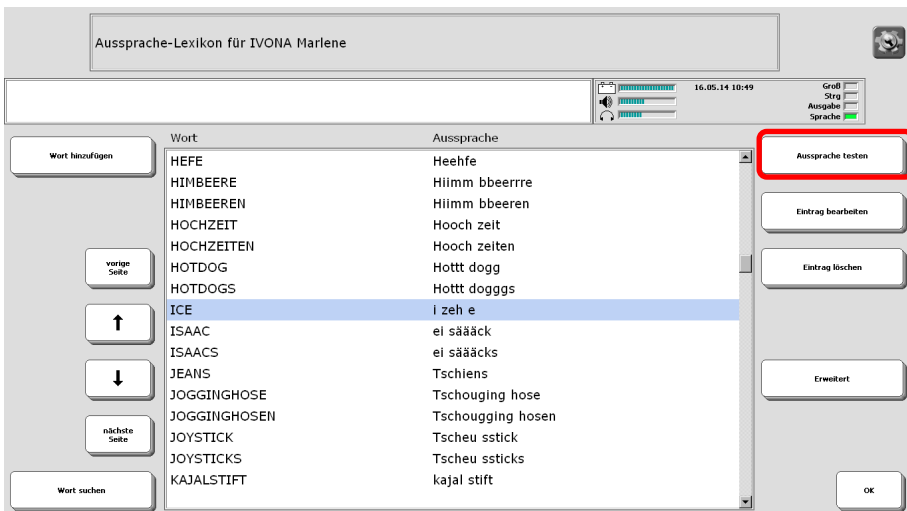 Aussprache-Lexikon für IVONA Marlene
16.05.14 10:49
Groß
Strg
Ausgabe
Sprache
Wort hinzufügen
vorige
Seite
↑
↓
nächste
Seite
Wort suchen
Wort Aussprache
HEFE Heehfe
HIMBEERE Hiimm bbeerrre
HIMBEEREN Hiimm bbeeren
HOCHZEIT Hooch zeit
HOCHZEITEN Hooch zeiten
HOTDOG Hottt dogg
HOTDOGS Hottt dogggs
ICE i zeh e
ISAAC ei säääck
ISAACS ei säääcks
JEANS Tschiens
JOGGINGHOSE Tschouging hose
JOGGINGHOSEN Tschougging hosen
JOYSTICK Tscheu sstick
JOYSTICKS Tscheu ssticks
KAJALSTIFT kajal stift
Aussprache testen
Eintrag bearbeiten
Eintrag löschen
Erweitert
OK